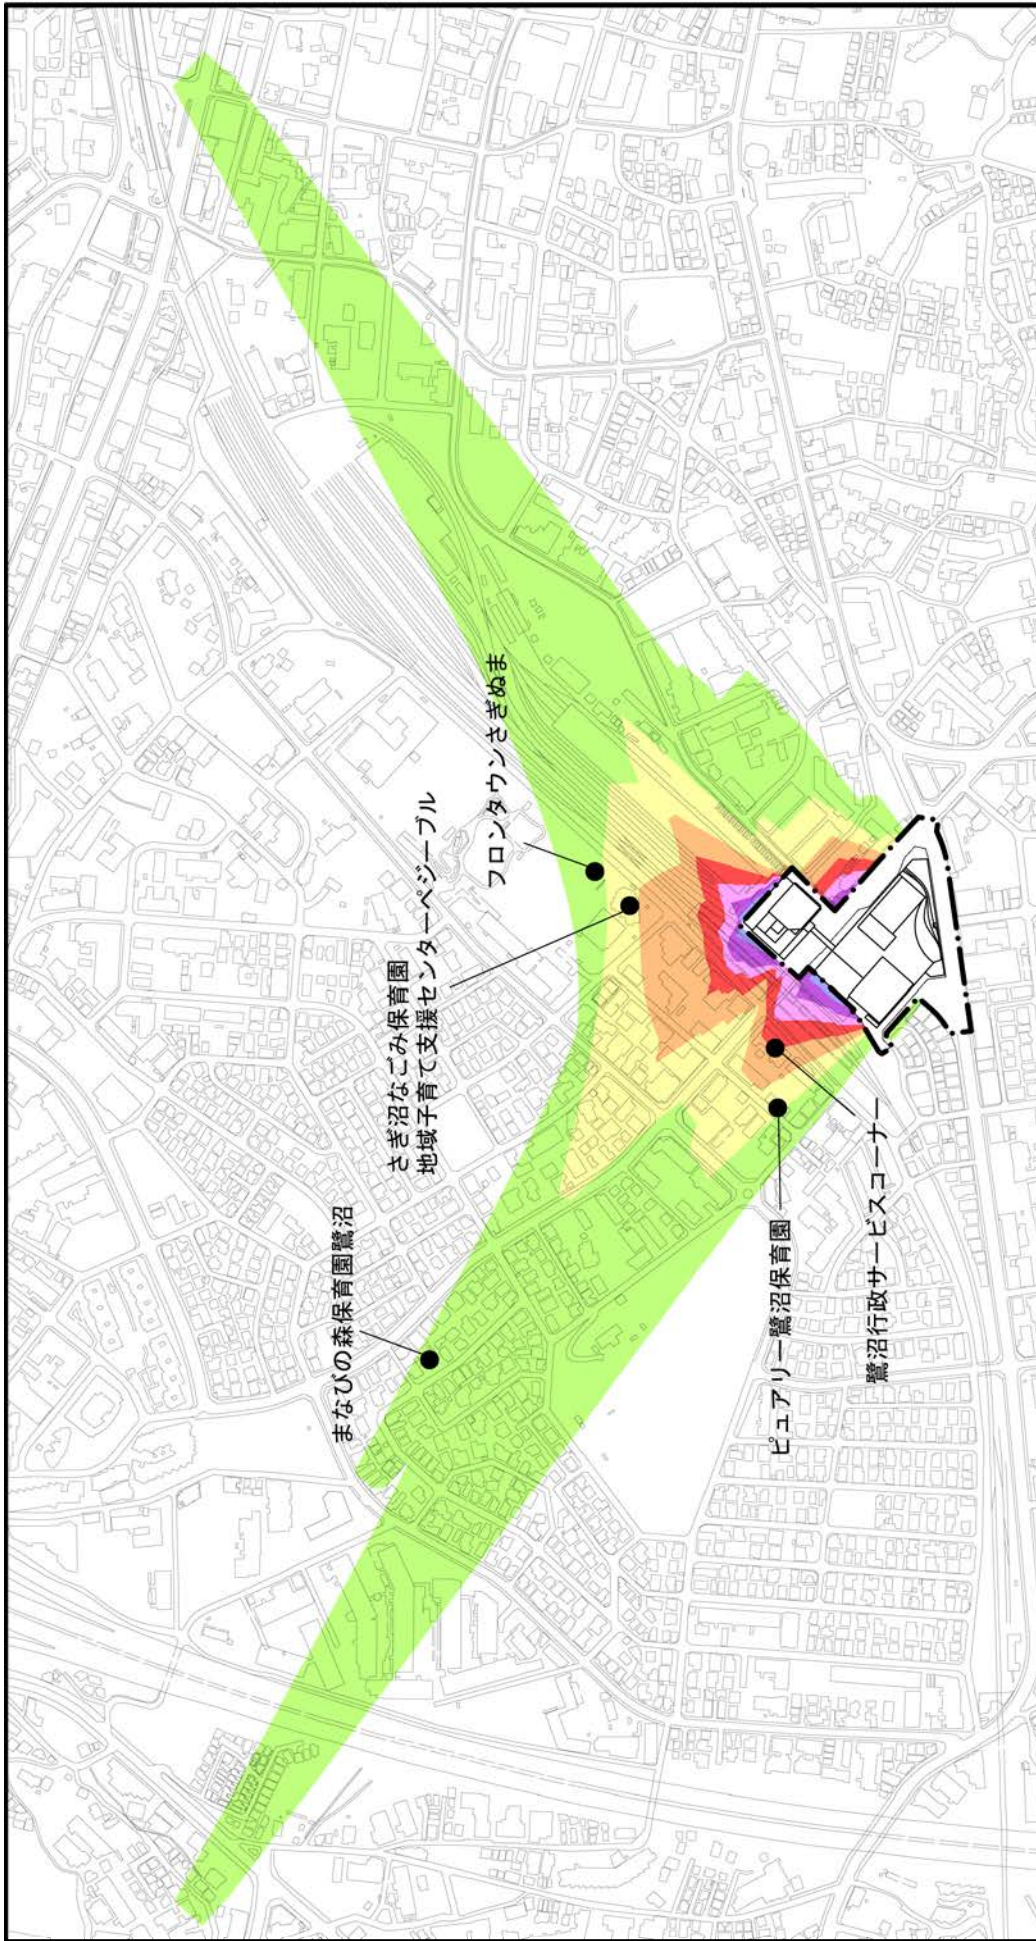 まなびの森保育園鷺沼
さぎ沼なごみ保育園
地域子育て支援センターベジーブル
フロンタウンさぎぬま
ピュアリー鷺沼保育園
鷺沼行政サービスコーナー